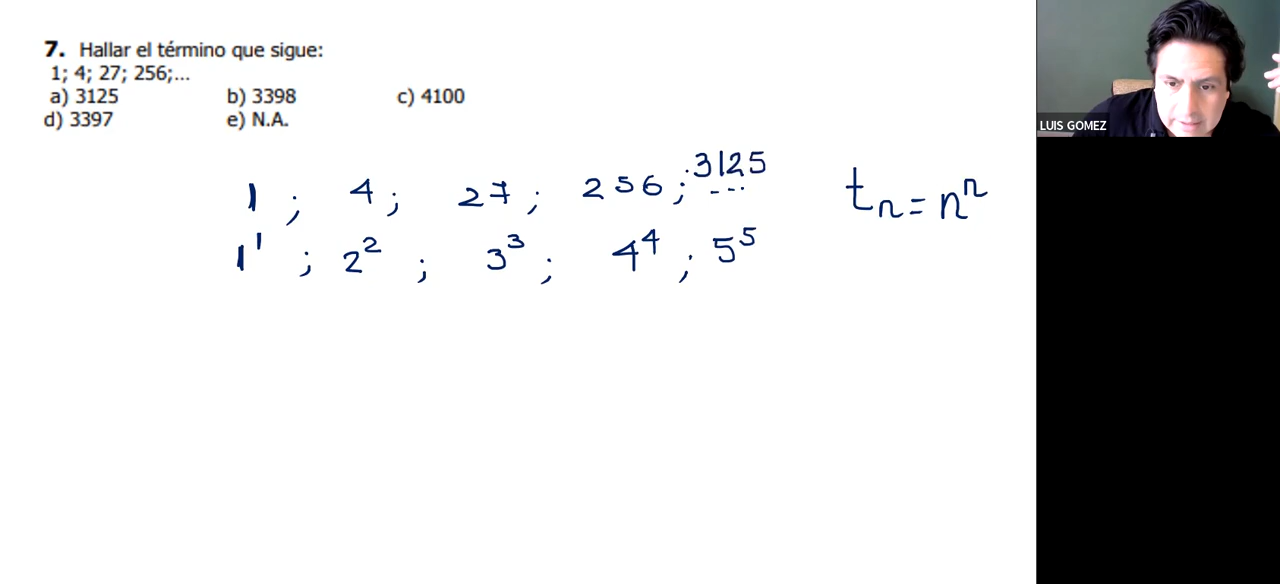 7. Hallar el término que sigue:
1; 4; 27; 256;...
a) 3125 b) 3398 c) 4100
d) 3397 e) N.A.
LUIS GOMEZ
1 ; 4 ; 27 ; 256 ; 3125 ...
tₙ = nⁿ
1¹ ; 2² ; 3³ ; 4⁴ ; 5⁵